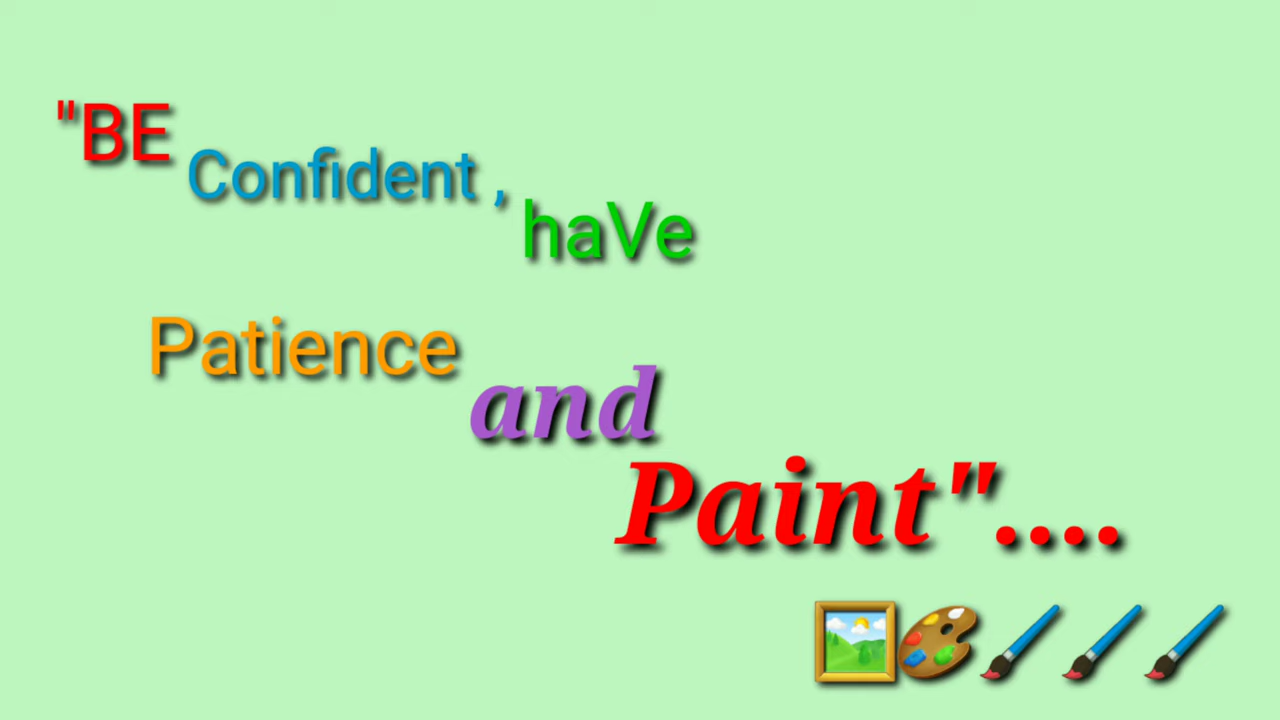 "BE Confident , haVe
Patience and
Paint"....